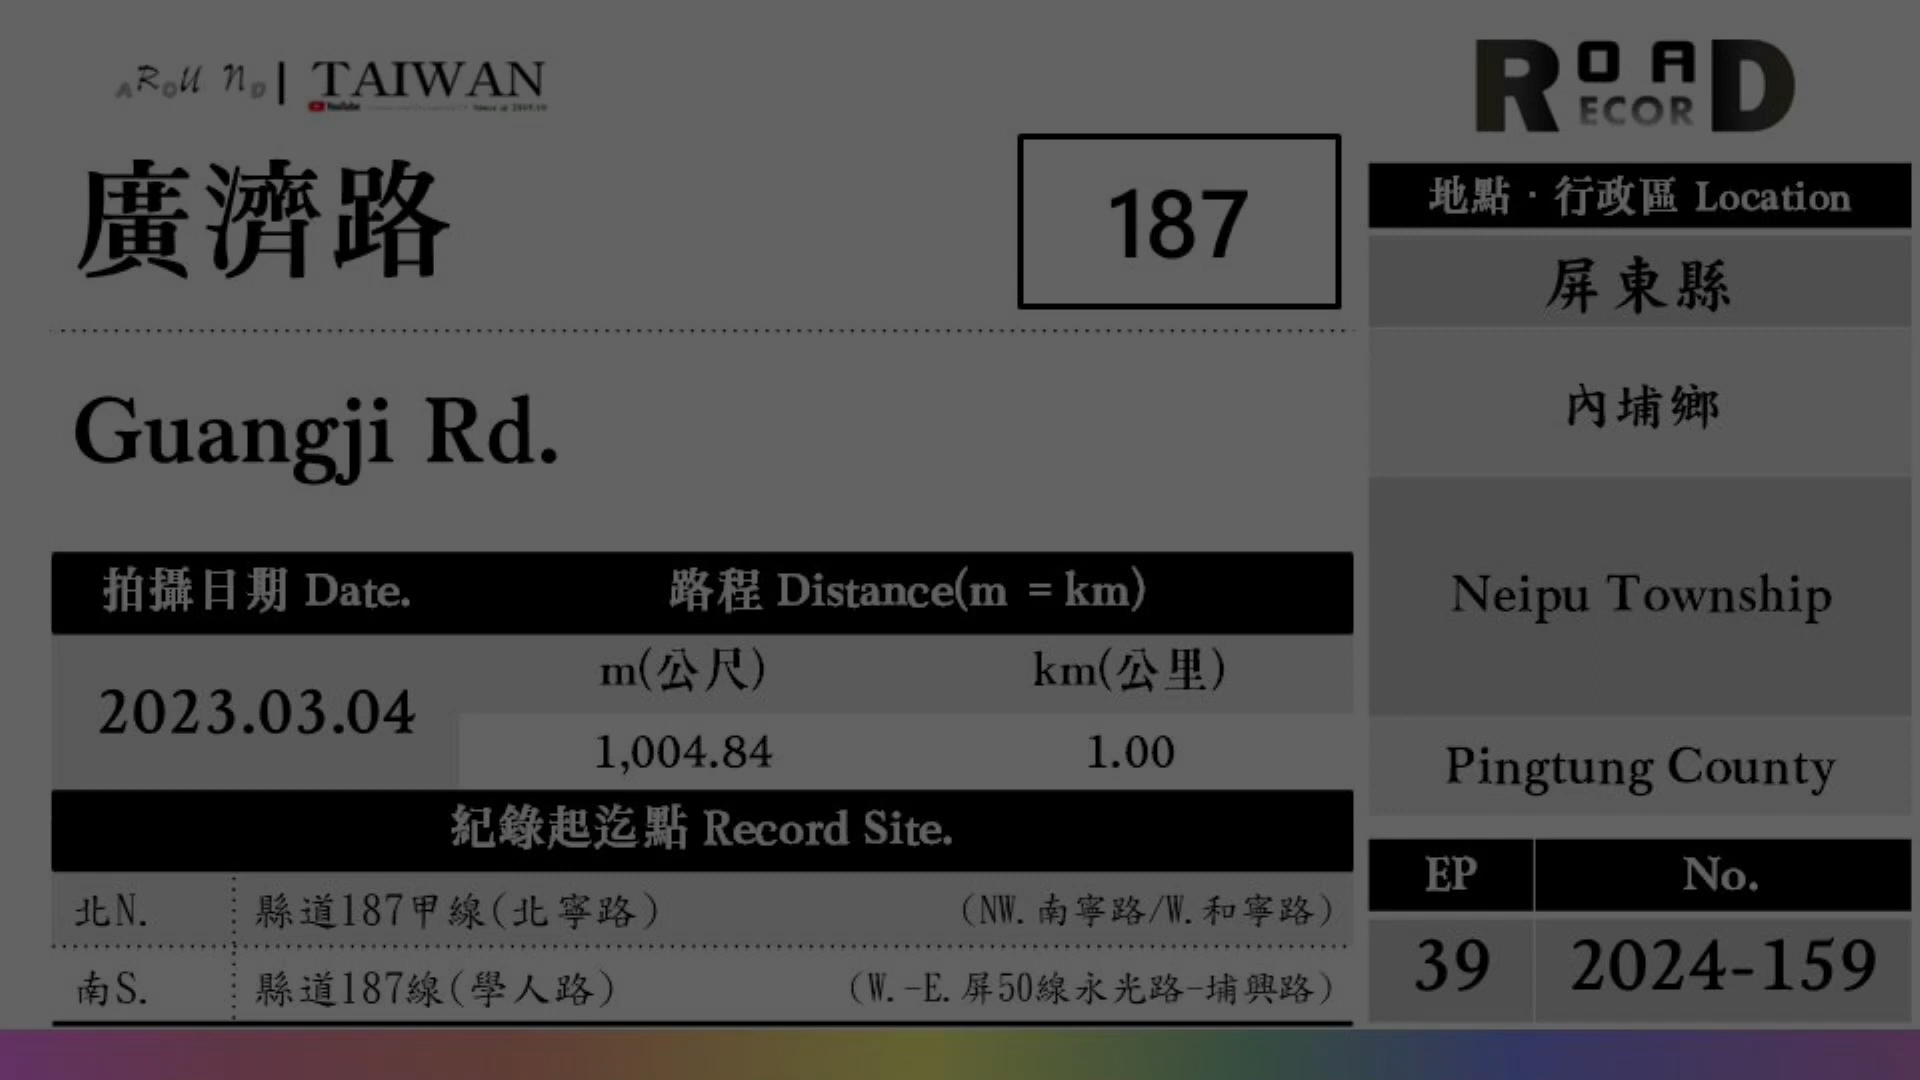 AROUND | TAIWAN
YouTube
ROAD
RECORD
廣濟路
187
Guangji Rd.
拍攝日期 Date.
路程 Distance(m = km)
m(公尺)
km(公里)
2023.03.04
1,004.84
1.00
紀錄起迄點 Record Site.
北N.
縣道187甲線(北寧路)
(NW.南寧路/W.和寧路)
南S.
縣道187線(學人路)
(W.-E.屏50線永光路-埔興路)
地點‧行政區 Location
屏東縣
內埔鄉
Neipu Township
Pingtung County
EP
No.
39
2024-159